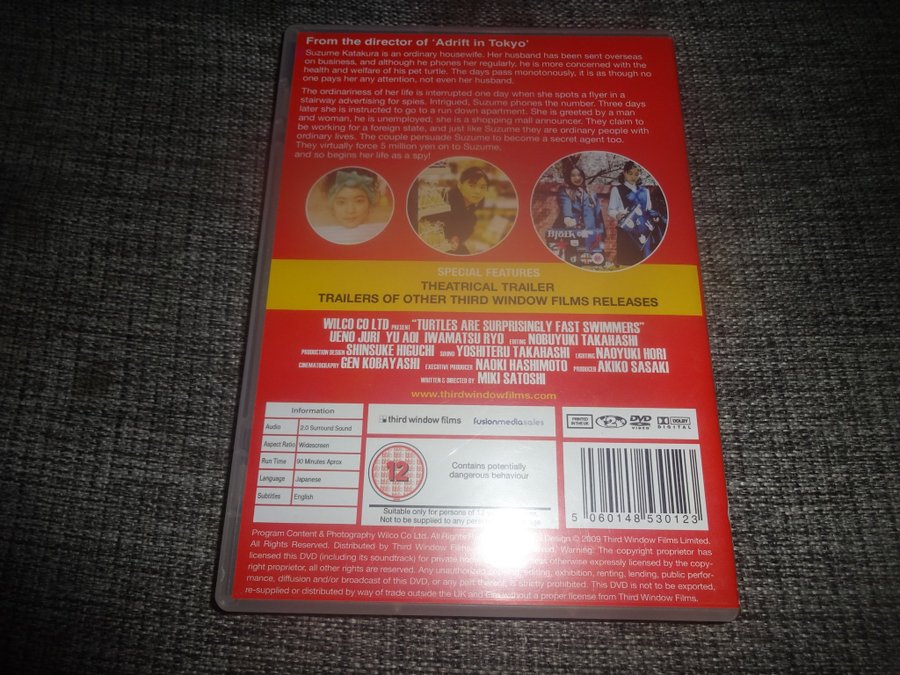 From the director of 'Adrift in Tokyo'
Suzume Katakura is an ordinary housewife. Her husband has been sent overseas
on business, and although he phones her regularly, he is more concerned with the
health and welfare of his pet turtle. The days pass monotonously, it is as though no
one pays her any attention, not even her husband.
The ordinariness of her life is interrupted one day when she spots a flyer in a
stairway advertising for spies. Intrigued, Suzume phones the number. Three days
later she is instructed to go to a run down apartment. She is greeted by a man
and woman, he is unemployed; she is a shopping mall announcer. They claim to
be working for a foreign state, and just like Suzume they are ordinary people with
ordinary lives. The couple persuade Suzume to become a secret agent too.
They virtually force 5 million yen on to Suzume,
and so begins her life as a spy!
SPECIAL FEATURES
THEATRICAL TRAILER
TRAILERS OF OTHER THIRD WINDOW FILMS RELEASES
WILCO CO LTD PRESENT "TURTLES ARE SURPRISINGLY FAST SWIMMERS"
UENO JURI YU AOI IWAMATSU RYO EDITING NOBUYUKI TAKAHASHI
PRODUCTION DESIGN SHINSUKE HIGUCHI SOUND YOSHITERU TAKAHASHI LIGHTING NAOYUKI HORI
CINEMATOGRAPHY GEN KOBAYASHI EXECUTIVE PRODUCER NAOKI HASHIMOTO PRODUCER AKIKO SASAKI
WRITTEN & DIRECTED BY MIKI SATOSHI
www.thirdwindowfilms.com
Information
Audio 2.0 Surround Sound
Aspect Ratio Widescreen
Run Time 90 Minutes Aprox
Language Japanese
Subtitles English
third window films fusionmediasales
12
Contains potentially
dangerous behaviour
Suitable only for persons of
Not to be supplied to any age
PRINTED IN THE UK 2 DVD VIDEO DOLBY DIGITAL
5 060148 530123
Program Content & Photography Wilco Co Ltd. All Rights Design © 2009 Third Window Films Limited.
All Rights Reserved. Distributed by Third Window Films Warning: The copyright proprietor has
licensed this DVD (including its soundtrack) for private otherwise expressly licensed by the copy-
right proprietor, all other rights are reserved. Any unauthorized exhibition, renting, lending, public perfor-
mance, diffusion and/or broadcast of this DVD, or any part thereof, is strictly prohibited. This DVD is not to be exported,
re-supplied or distributed by way of trade outside the UK and without a proper license from Third Window Films.